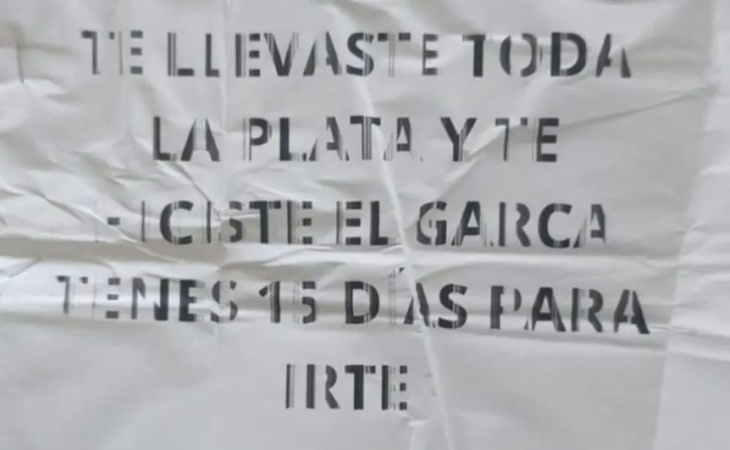 TE LLEVASTE TODA
LA PLATA Y TE
HICISTE EL GARCA
TENES 15 DÍAS PARA
IRTE